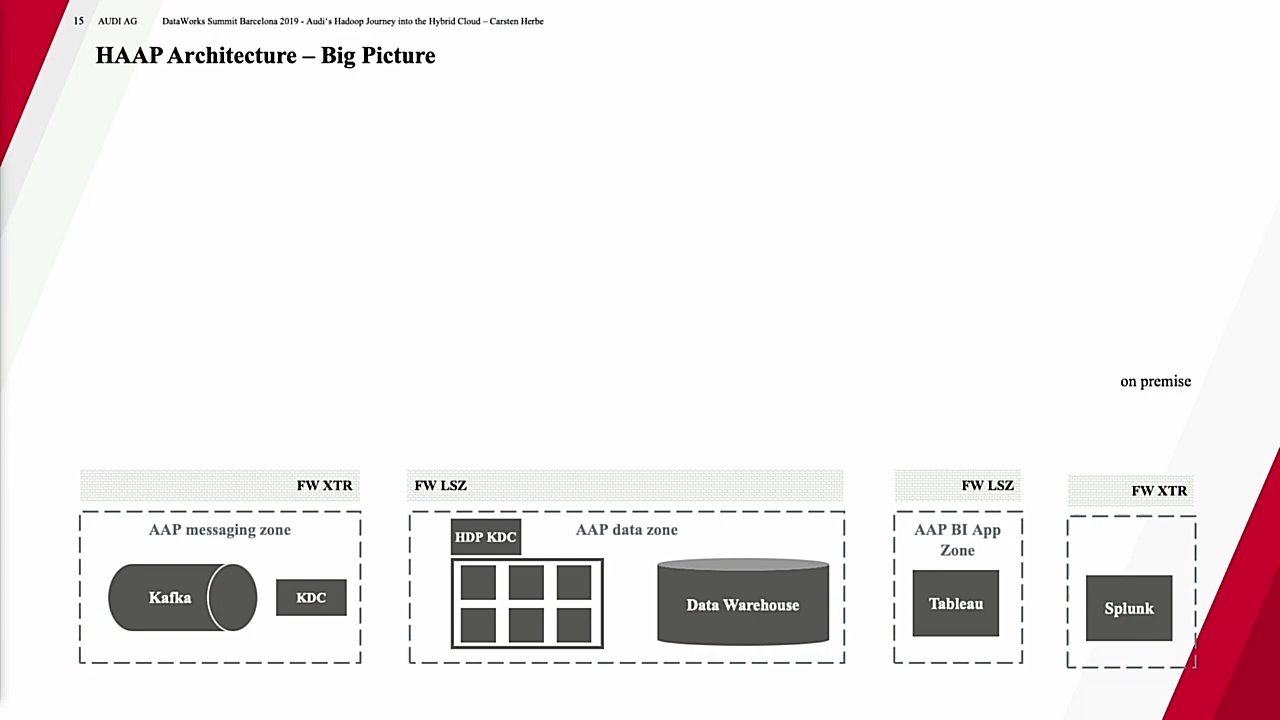 15 AUDI AG DataWorks Summit Barcelona 2019 - Audi's Hadoop Journey into the Hybrid Cloud – Carsten Herbe
HAAP Architecture – Big Picture
on premise
FW XTR
FW LSZ
FW LSZ
FW XTR
AAP messaging zone
Kafka
KDC
HDP KDC
AAP data zone
Data Warehouse
AAP BI App
Zone
Tableau
Splunk